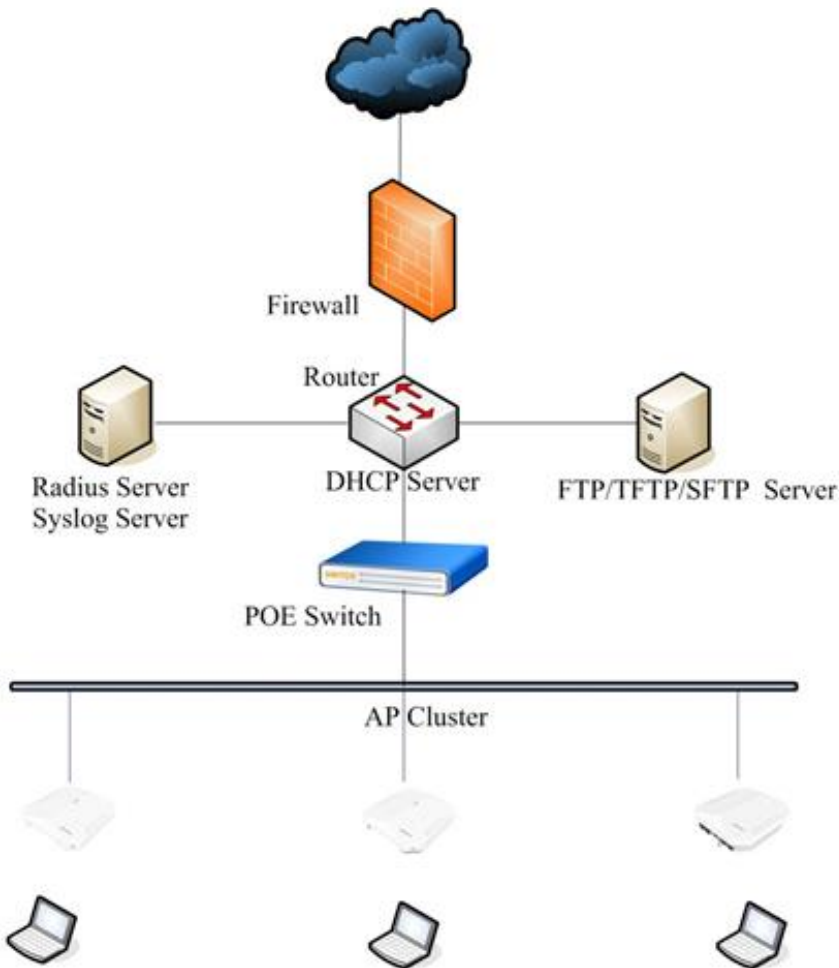 Firewall
Router
DHCP Server
Radius Server
Syslog Server
FTP/TFTP/SFTP Server
POE Switch
AP Cluster